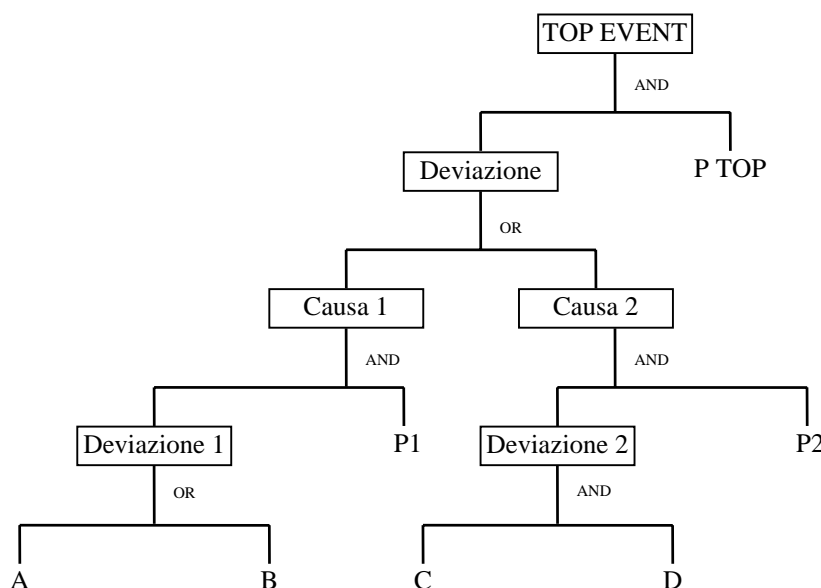 TOP EVENT
AND
Deviazione
P TOP
OR
Causa 1
Causa 2
AND
AND
Deviazione 1
P1
Deviazione 2
P2
OR
AND
A
B
C
D